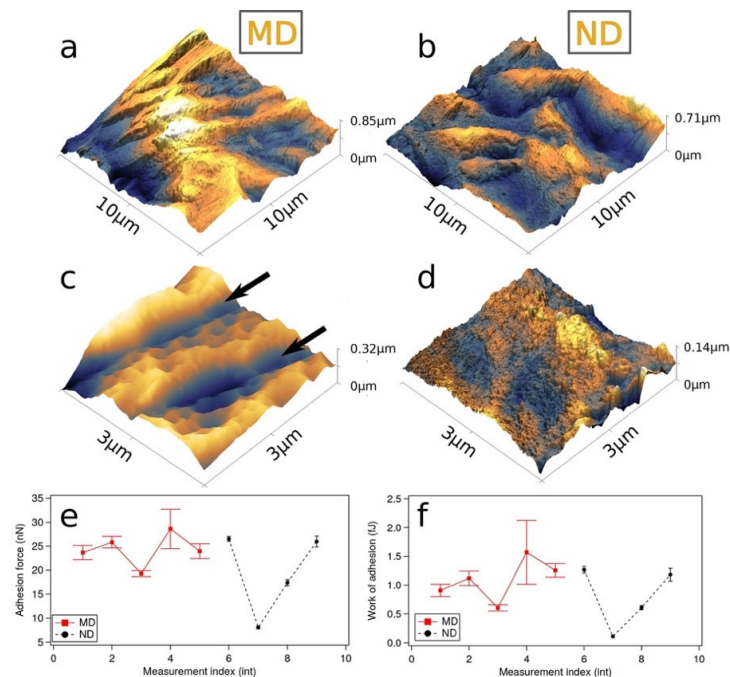 MD
ND
a
b
0.85μm
0μm
10μm
10μm
0.71μm
0μm
10μm
10μm
c
d
0.32μm
0μm
3μm
3μm
0.14μm
0μm
3μm
3μm
e
35
30
25
20
15
10
5
Adhesion force (nN)
MD
ND
0
2
4
6
8
10
Measurement index (int)
f
2.5
2.0
1.5
1.0
0.5
0.0
Work of adhesion (fJ)
MD
ND
0
2
4
6
8
10
Measurement index (int)